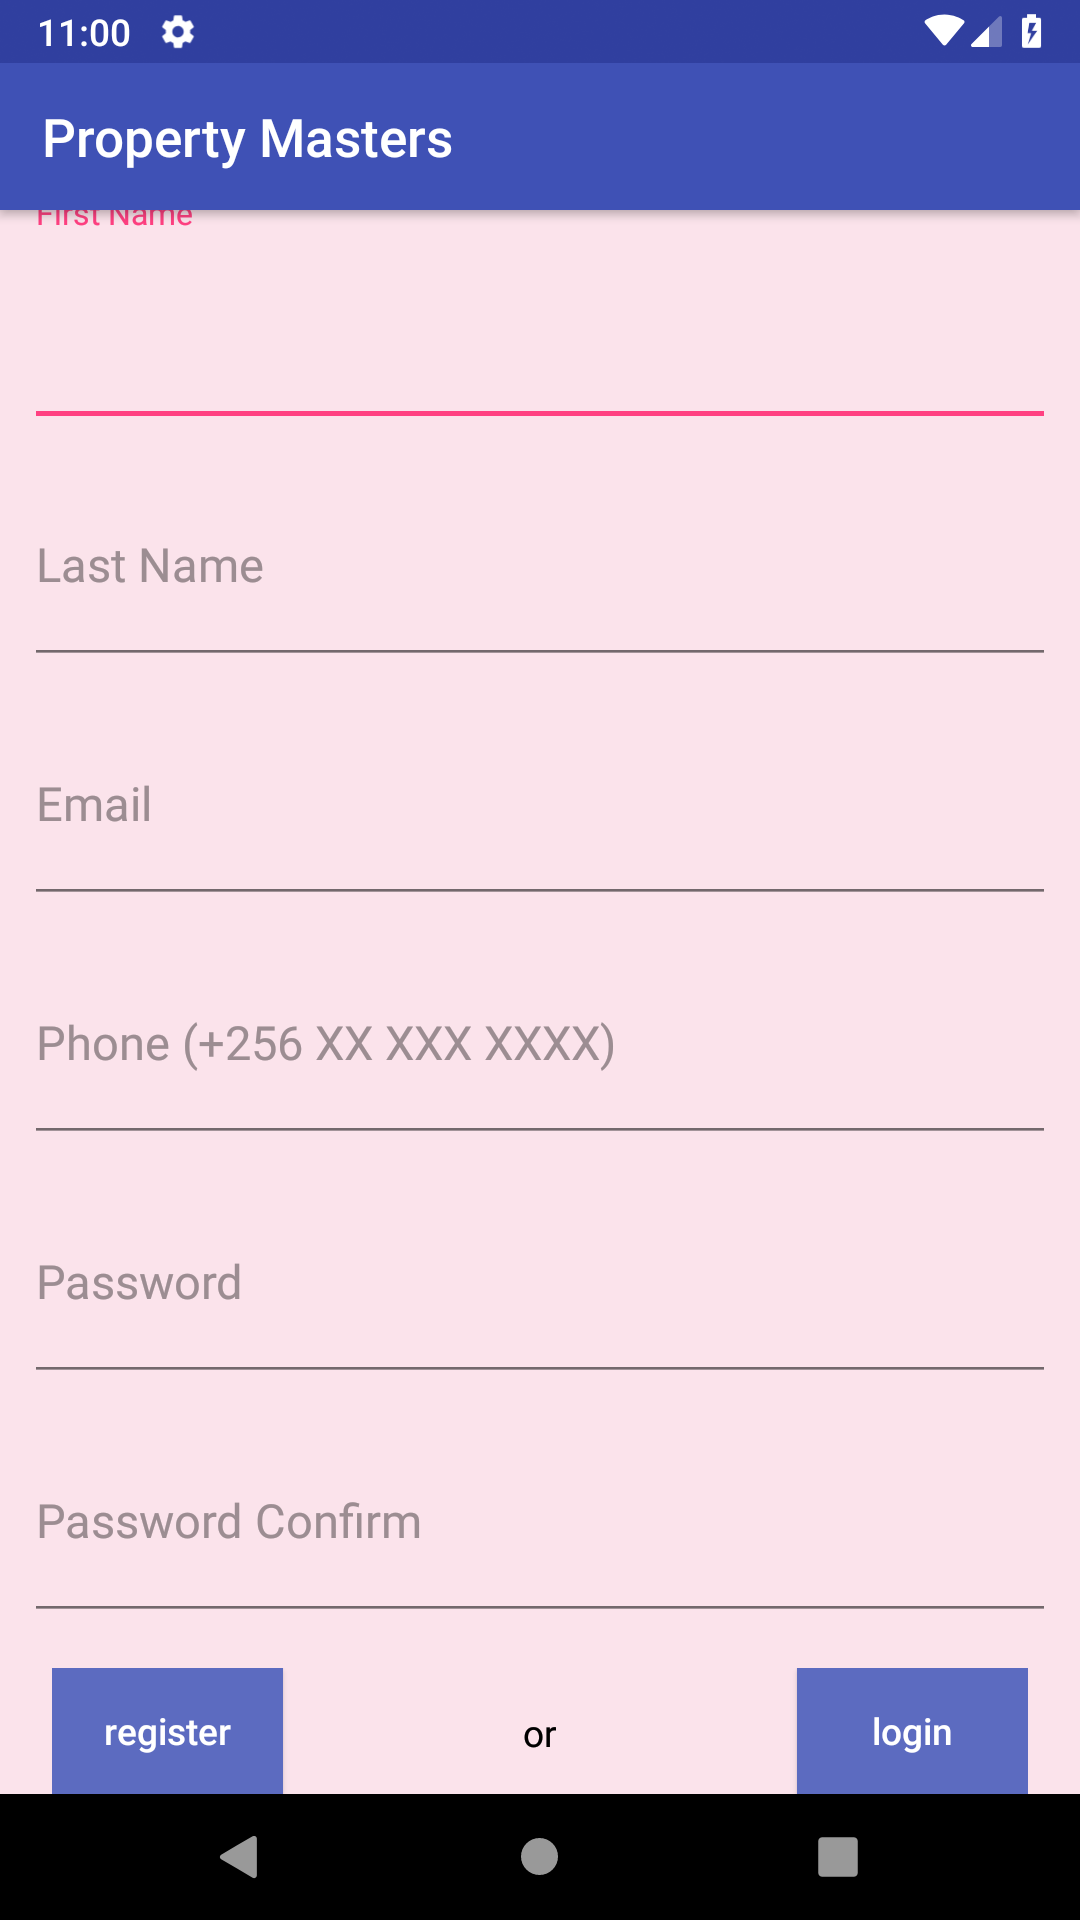 11:00
Property Masters
First Name
Last Name
Email
Phone (+256 XX XXX XXXX)
Password
Password Confirm
register or login